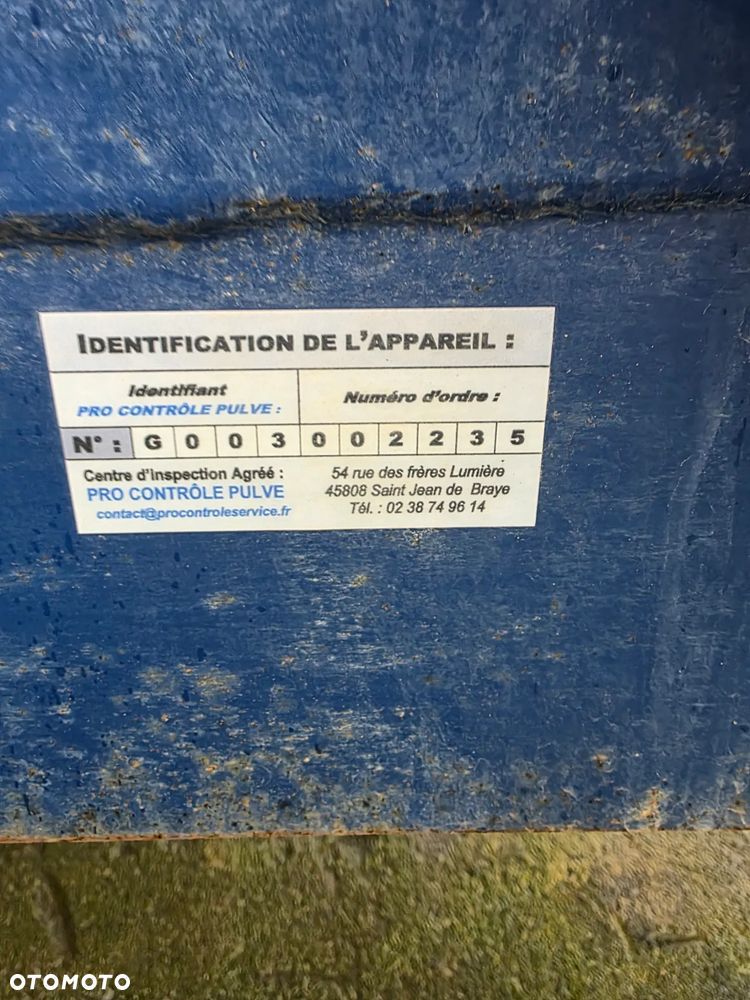 IDENTIFICATION DE L'APPAREIL :
Identifiant
PRO CONTRÔLE PULVE :
Numéro d'ordre :
N° : G 0 0 3 0 0 2 2 3 5
Centre d'Inspection Agréé :
PRO CONTRÔLE PULVE
contact@procontroleservice.fr
54 rue des frères Lumière
45808 Saint Jean de Braye
Tél. : 02 38 74 96 14
OTOMOTO